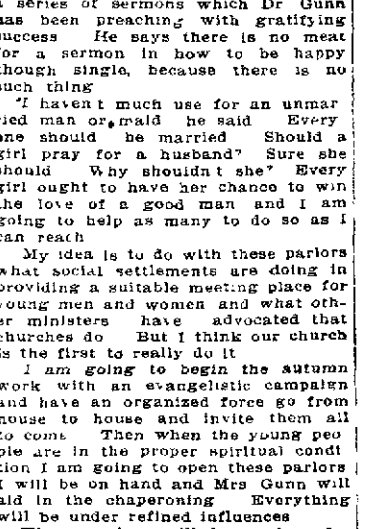 a series of sermons which Dr Gunn
has been preaching with gratifying
success He says there is no meat
for a sermon in how to be happy
though single, because there is no
such thing
"I havent much use for an unmar
ried man or maid he said Every
one should be married Should a
girl pray for a husband? Sure she
should Why shouldn t she? Every
girl ought to have her chance to win
the love of a good man and I am
going to help as many to do so as I
can reach
My idea is to do with these parlors
what social settlements are doing in
providing a suitable meeting place for
young men and women and what oth-
er ministers have advocated that
churches do But I think our church
is the first to really do it
I am going to begin the autumn
work with an evangelistic campaign
and have an organized force go from
house to house and invite them all
to come Then when the young peo
ple are in the proper spiritual condi
tion I am going to open these parlors
I will be on hand and Mrs Gunn will
aid in the chaperoning Everything
will be under refined influences